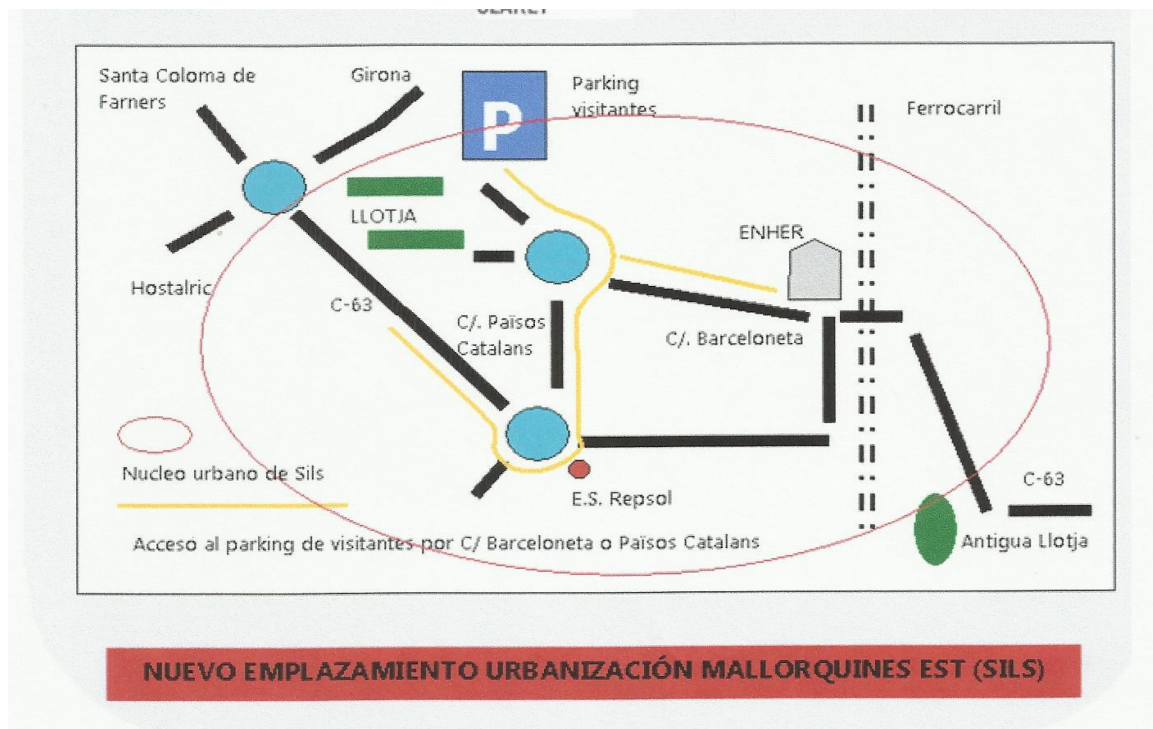 Santa Coloma de
Farners
Girona
P
Parking
visitantes
Ferrocarril
LLOTJA
ENHER
Hostalric
C-63
C/. Països
Catalans
C/. Barceloneta
Nucleo urbano de Sils
E.S. Repsol
C-63
Acceso al parking de visitantes por C/ Barceloneta o Països Catalans
Antigua Llotja
NUEVO EMPLAZAMIENTO URBANIZACIÓN MALLORQUINES EST (SILS)